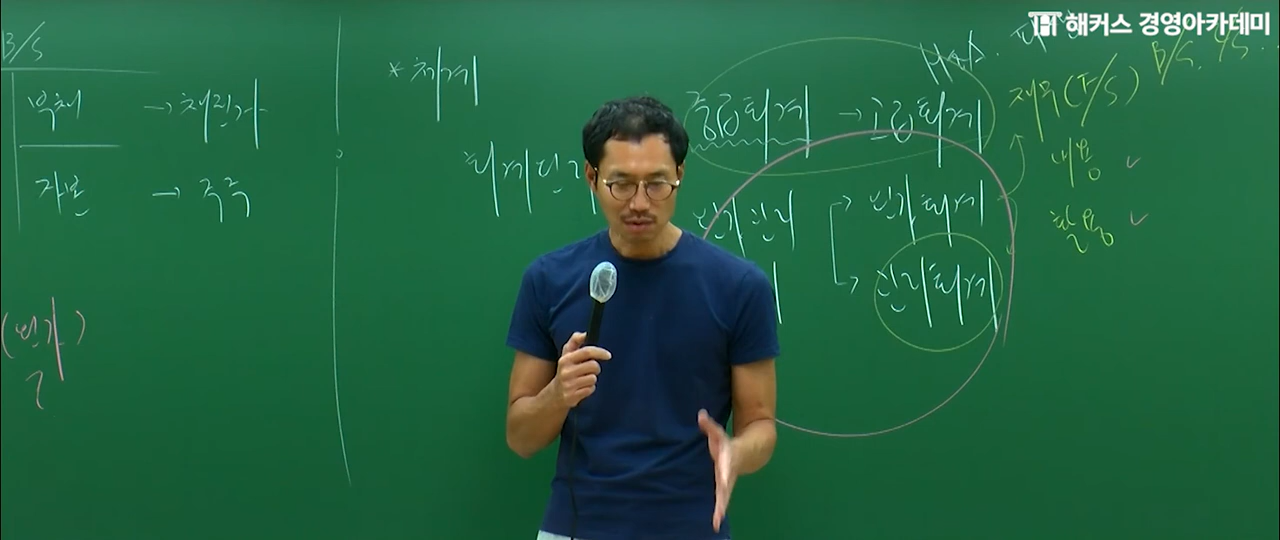 해커스 경영아카데미
B/S
부채 → 채권자
자본 → 주주
(원가)
* 체계
회계원리
중급회계 → 고급회계
원가관리
→ 원가회계
→ 관리회계
재무(F/S)
B/S. I/S.
내용 ✓
활용 ✓